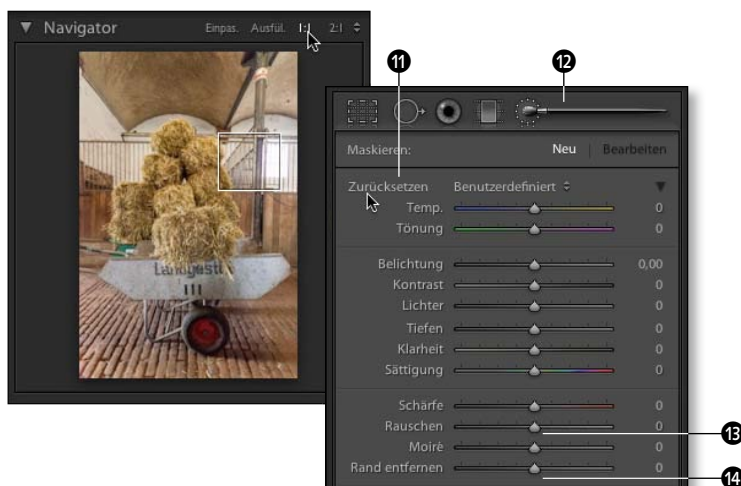 Navigator
Einpas. Ausfül. 1:1 2:1
Landgestü
III
11
12
Maskieren: Neu Bearbeiten
Zurücksetzen Benutzerdefiniert
Temp. 0
Tönung 0
Belichtung 0,00
Kontrast 0
Lichter 0
Tiefen 0
Klarheit 0
Sättigung 0
Schärfe 0
Rauschen 0
13
Moiré 0
Rand entfernen 0
14